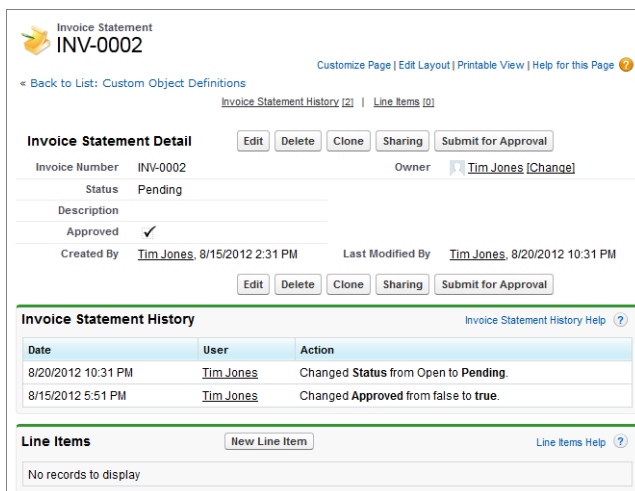 Invoice Statement
INV-0002
Customize Page | Edit Layout | Printable View | Help for this Page ?
« Back to List: Custom Object Definitions
Invoice Statement History [2] | Line Items [0]
Invoice Statement Detail Edit Delete Clone Sharing Submit for Approval
Invoice Number INV-0002 Owner Tim Jones [Change]
Status Pending
Description
Approved ✓
Created By Tim Jones, 8/15/2012 2:31 PM Last Modified By Tim Jones, 8/20/2012 10:31 PM
Edit Delete Clone Sharing Submit for Approval
Invoice Statement History Invoice Statement History Help ?
Date User Action
8/20/2012 10:31 PM Tim Jones Changed Status from Open to Pending.
8/15/2012 5:51 PM Tim Jones Changed Approved from false to true.
Line Items New Line Item Line Items Help ?
No records to display